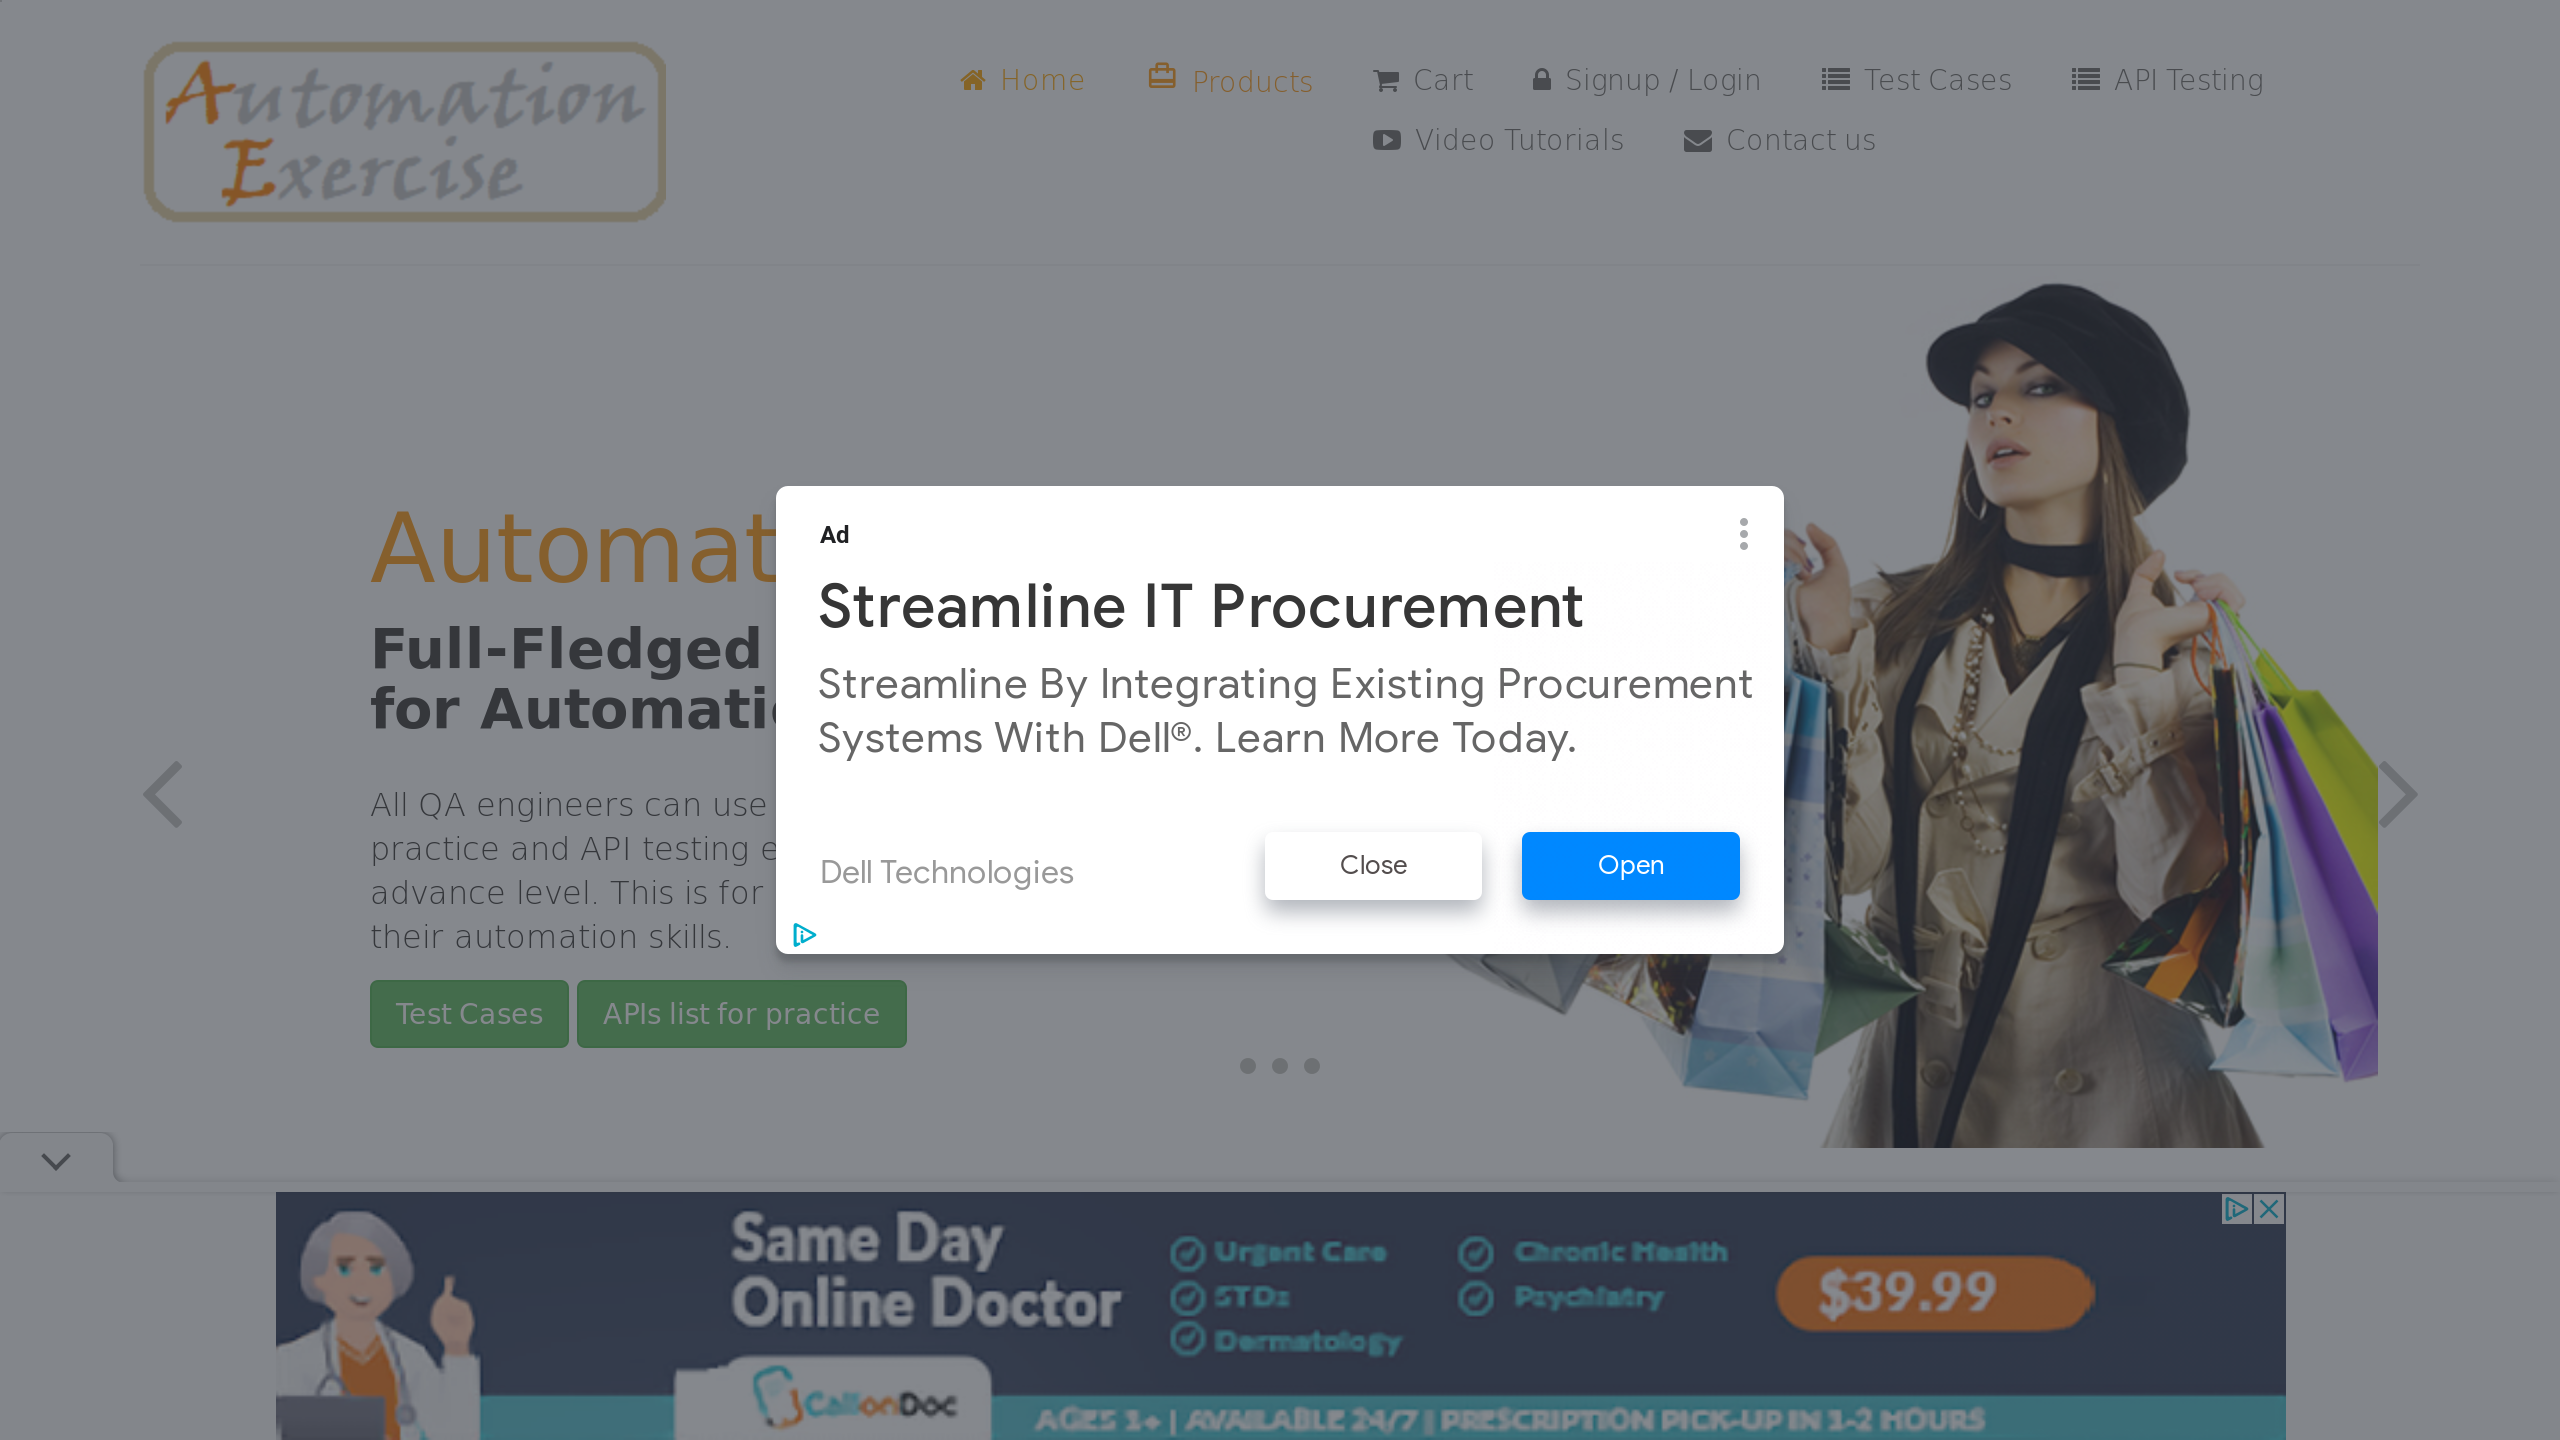 Automation
Exercise
Home
Products
Cart
Signup / Login
Test Cases
API Testing
Video Tutorials
Contact us
Automat
Full-Fledged
for Automati
All QA engineers can use
practice and API testing e
advance level. This is for
their automation skills.
Test Cases
APIs list for practice
Ad
Streamline IT Procurement
Streamline By Integrating Existing Procurement
Systems With Dell®. Learn More Today.
Dell Technologies
Close
Open
Same Day
Online Doctor
Urgent Care
STDs
Dermatology
Chronic Health
Psychiatry
$39.99
CallonDoc
AGES 1+ | AVAILABLE 24/7 | PRESCRIPTION PICK-UP IN 1-2 HOURS